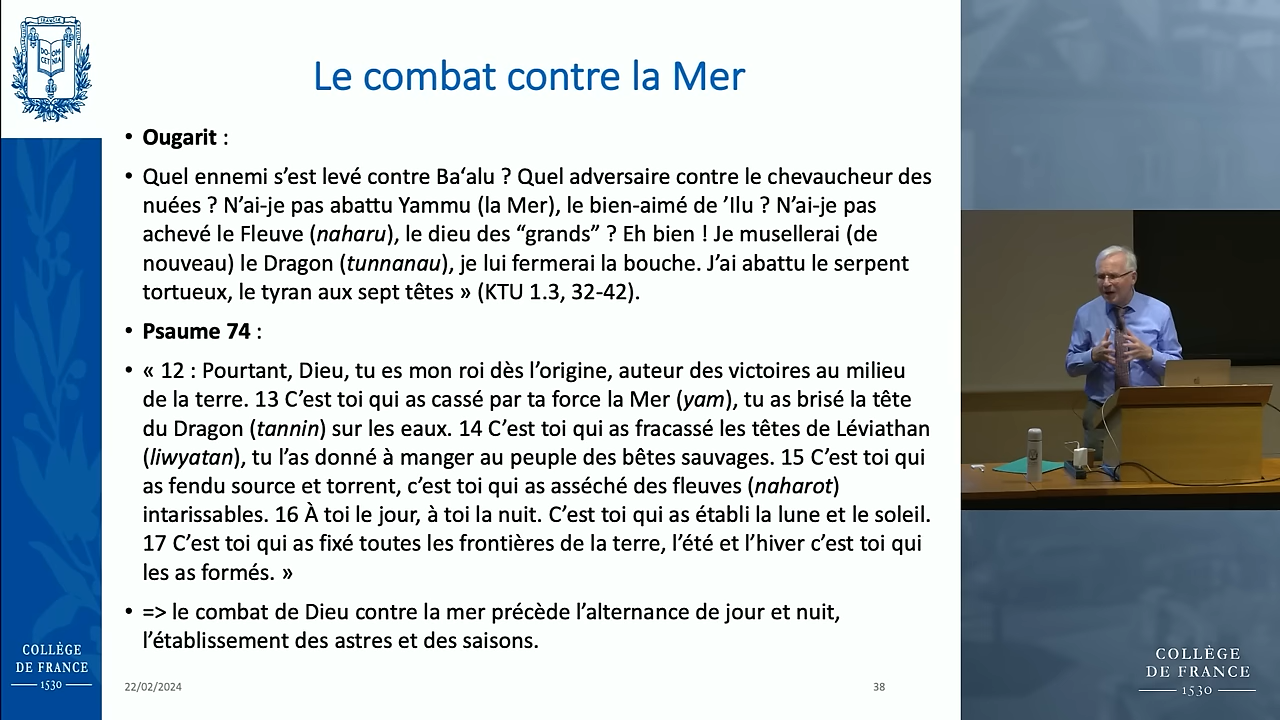 Le combat contre la Mer
• Ougarit :
• Quel ennemi s’est levé contre Ba‘alu ? Quel adversaire contre le chevaucheur des
nuées ? N’ai-je pas abattu Yammu (la Mer), le bien-aimé de ’Ilu ? N’ai-je pas
achevé le Fleuve (naharu), le dieu des “grands” ? Eh bien ! Je musellerai (de
nouveau) le Dragon (tunnanau), je lui fermerai la bouche. J’ai abattu le serpent
tortueux, le tyran aux sept têtes » (KTU 1.3, 32-42).
• Psaume 74 :
• « 12 : Pourtant, Dieu, tu es mon roi dès l’origine, auteur des victoires au milieu
de la terre. 13 C’est toi qui as cassé par ta force la Mer (yam), tu as brisé la tête
du Dragon (tannin) sur les eaux. 14 C’est toi qui as fracassé les têtes de Léviathan
(liwyatan), tu l’as donné à manger au peuple des bêtes sauvages. 15 C’est toi qui
as fendu source et torrent, c’est toi qui as asséché des fleuves (naharot)
intarissables. 16 À toi le jour, à toi la nuit. C’est toi qui as établi la lune et le soleil.
17 C’est toi qui as fixé toutes les frontières de la terre, l’été et l’hiver c’est toi qui
les as formés. »
• => le combat de Dieu contre la mer précède l’alternance de jour et nuit,
l’établissement des astres et des saisons.
COLLÈGE
DE FRANCE
1530
22/02/2024
38
COLLÈGE
DE FRANCE
1530